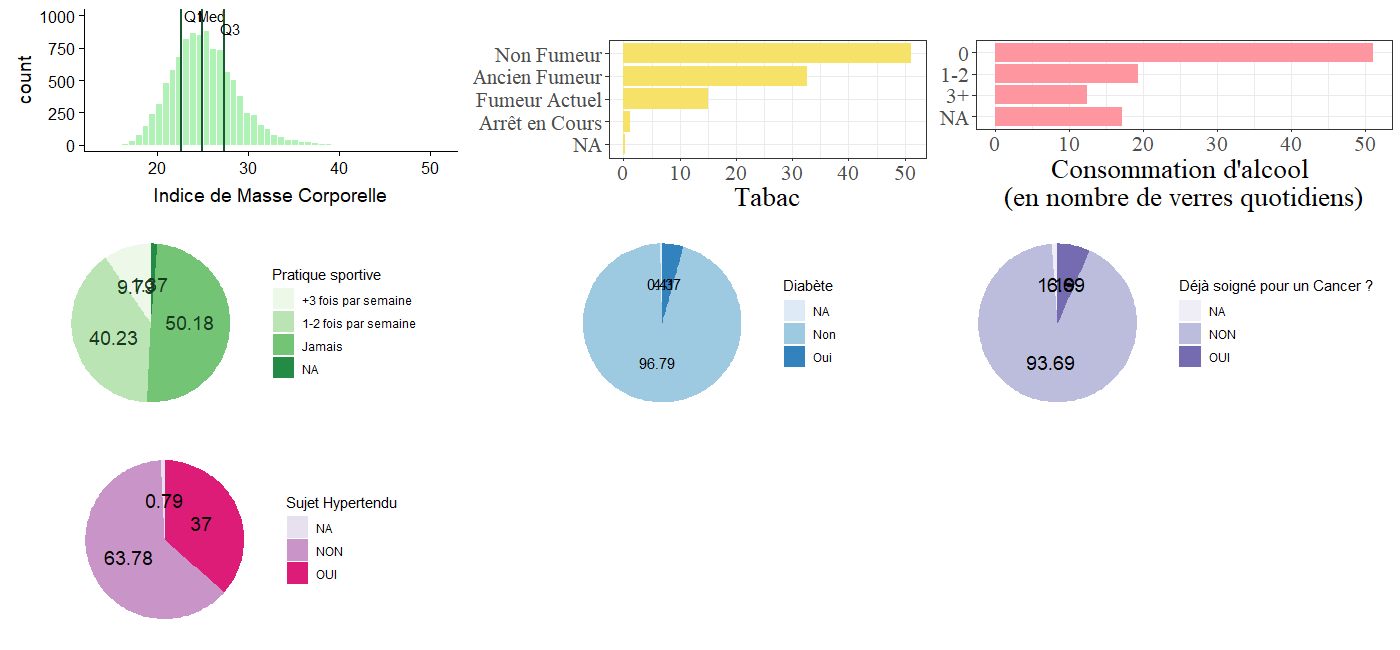 1000
750
500
250
0
count
Q1
Med
Q3
20
30
40
50
Indice de Masse Corporelle
Non Fumeur
Ancien Fumeur
Fumeur Actuel
Arrêt en Cours
NA
0
10
20
30
40
50
Tabac
0
1-2
3+
NA
0
10
20
30
40
50
Consommation d'alcool
(en nombre de verres quotidiens)
50.18
40.23
Pratique sportive
+3 fois par semaine
1-2 fois par semaine
Jamais
NA
96.79
Diabète
NA
Non
Oui
93.69
Déjà soigné pour un Cancer ?
NA
NON
OUI
0.79
37
63.78
Sujet Hypertendu
NA
NON
OUI